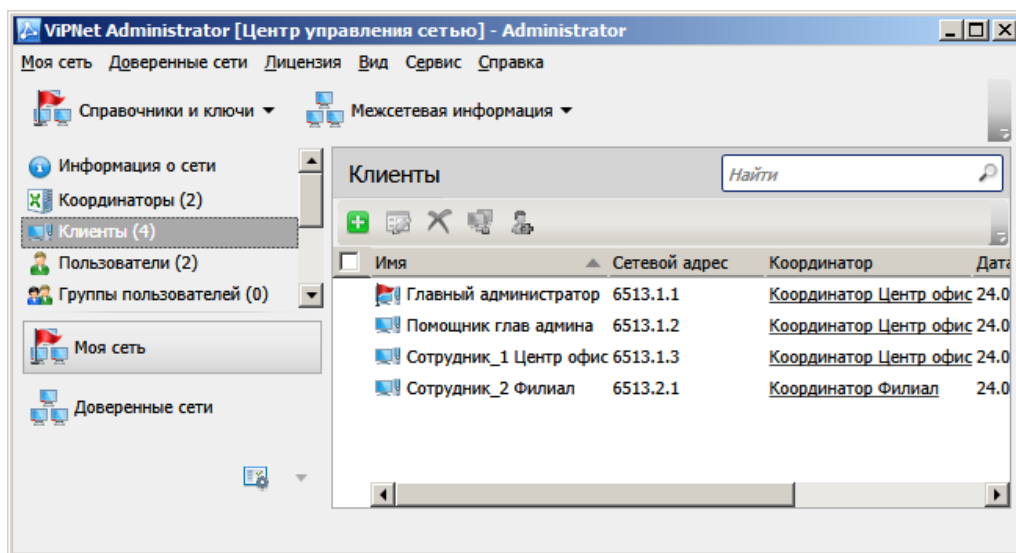 ViPNet Administrator [Центр управления сетью] - Administrator
Моя сеть Доверенные сети Лицензия Вид Сервис Справка
Справочники и ключи Межсетевая информация
Информация о сети
Координаторы (2)
Клиенты (4)
Пользователи (2)
Группы пользователей (0)
Моя сеть
Доверенные сети
Клиенты Найти
Имя Сетевой адрес Координатор Дата
Главный администратор 6513.1.1 Координатор Центр офис 24.0
Помощник глав админа 6513.1.2 Координатор Центр офис 24.0
Сотрудник_1 Центр офис 6513.1.3 Координатор Центр офис 24.0
Сотрудник_2 Филиал 6513.2.1 Координатор Филиал 24.0